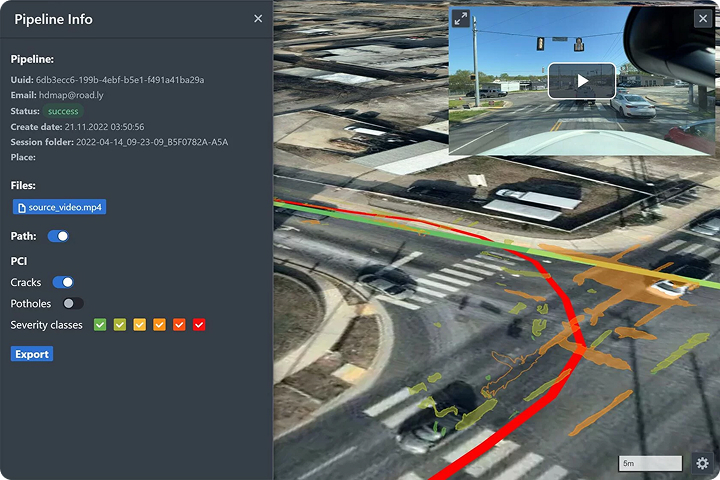 Pipeline Info
Pipeline:
Uuid: 6db3ecc6-199b-4ebf-b5e1-f491a41ba29a
Email: hdmap@road.ly
Status: success
Create date: 21.11.2022 03:50:56
Session folder: 2022-04-14_09-23-09_B5F0782A-A5A
Place:
Files:
source_video.mp4
Path:
PCI
Cracks
Potholes
Severity classes
Export
5m